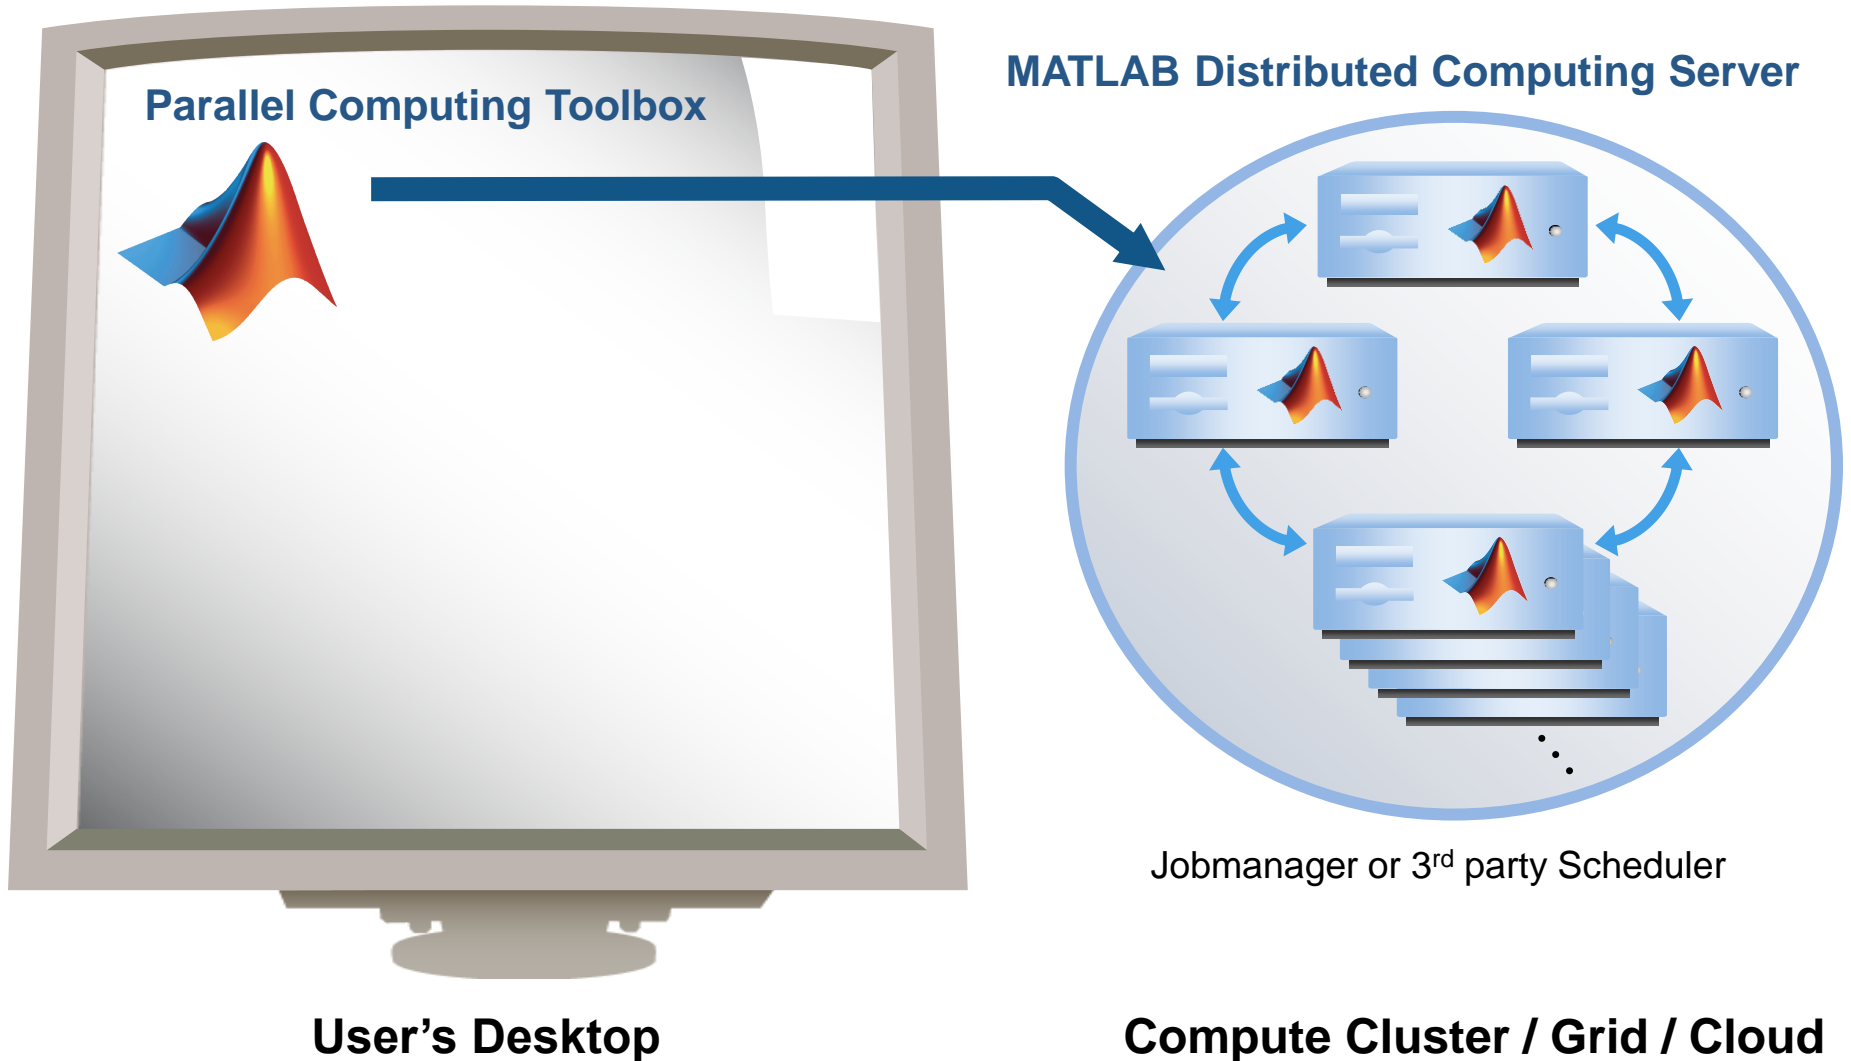 Parallel Computing Toolbox
MATLAB Distributed Computing Server
Jobmanager or 3rd party Scheduler
User’s Desktop
Compute Cluster / Grid / Cloud